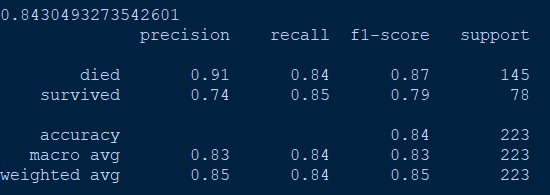 0.8430493273542601
precision recall f1-score support
died 0.91 0.84 0.87 145
survived 0.74 0.85 0.79 78
accuracy 0.84 223
macro avg 0.83 0.84 0.83 223
weighted avg 0.85 0.84 0.85 223